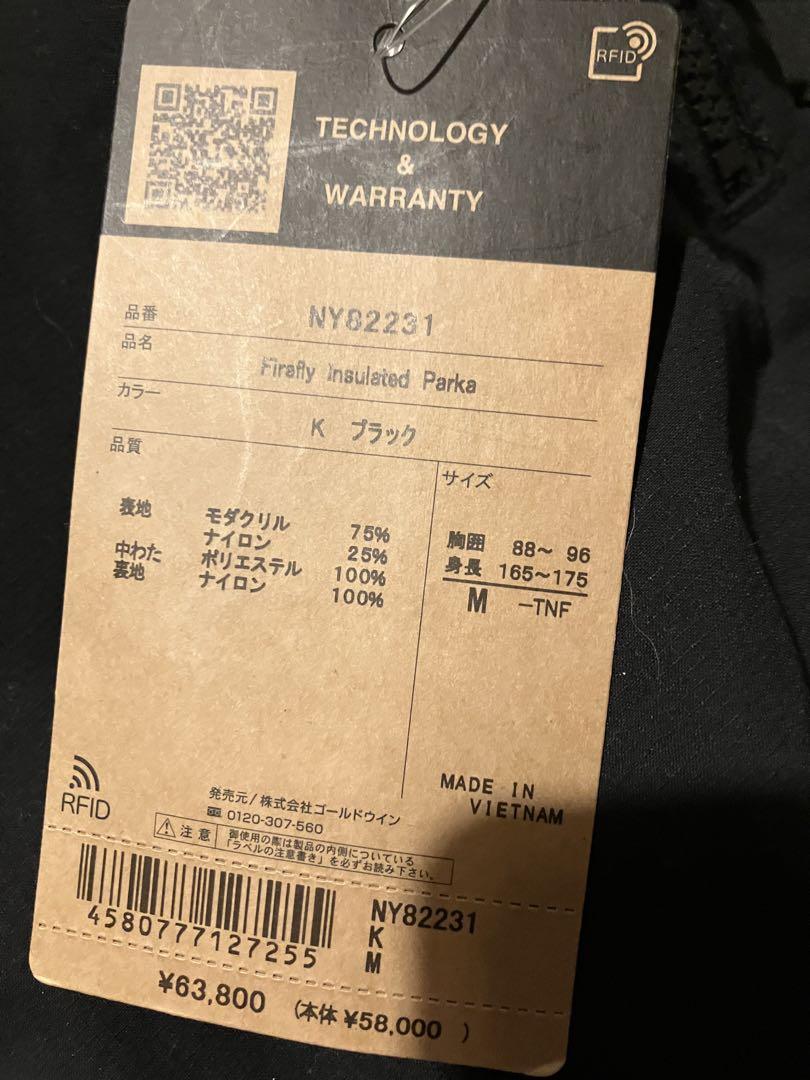 RFID
TECHNOLOGY
&
WARRANTY
品番 NY82231
品名 Firefly Insulated Parka
カラー K ブラック
品質
表地 モダクリル 75%
ナイロン 25%
中わた ポリエステル 100%
裏地 ナイロン 100%
サイズ
胸囲 88～ 96
身長 165～175
M -TNF
MADE IN
VIETNAM
RFID
発売元/株式会社ゴールドウイン
0120-307-560
注意 御使用の際は製品の内側についている
「ラベルの注意書き」を必ずお読み下さい。
4580777127255
NY82231
K
M
¥63,800 (本体 ¥58,000 )